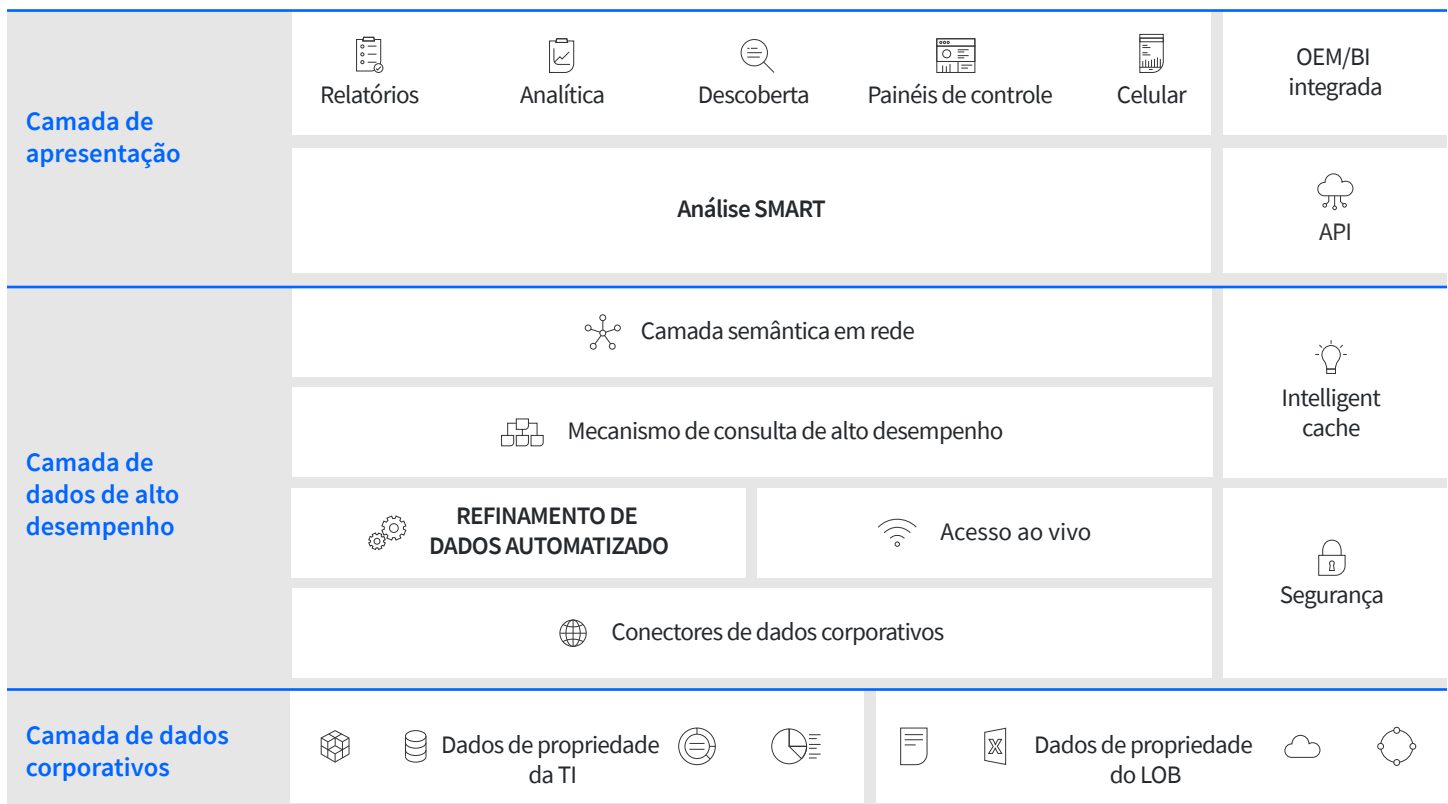 Camada de
apresentação
Relatórios
Analítica
Descoberta
Painéis de controle
Celular
OEM/BI
integrada
Análise SMART
API
Camada de
dados de alto
desempenho
Camada semântica em rede
Mecanismo de consulta de alto desempenho
REFINAMENTO DE
DADOS AUTOMATIZADO
Acesso ao vivo
Conectores de dados corporativos
Intelligent
cache
Segurança
Camada de dados
corporativos
Dados de propriedade
da TI
X
Dados de propriedade
do LOB